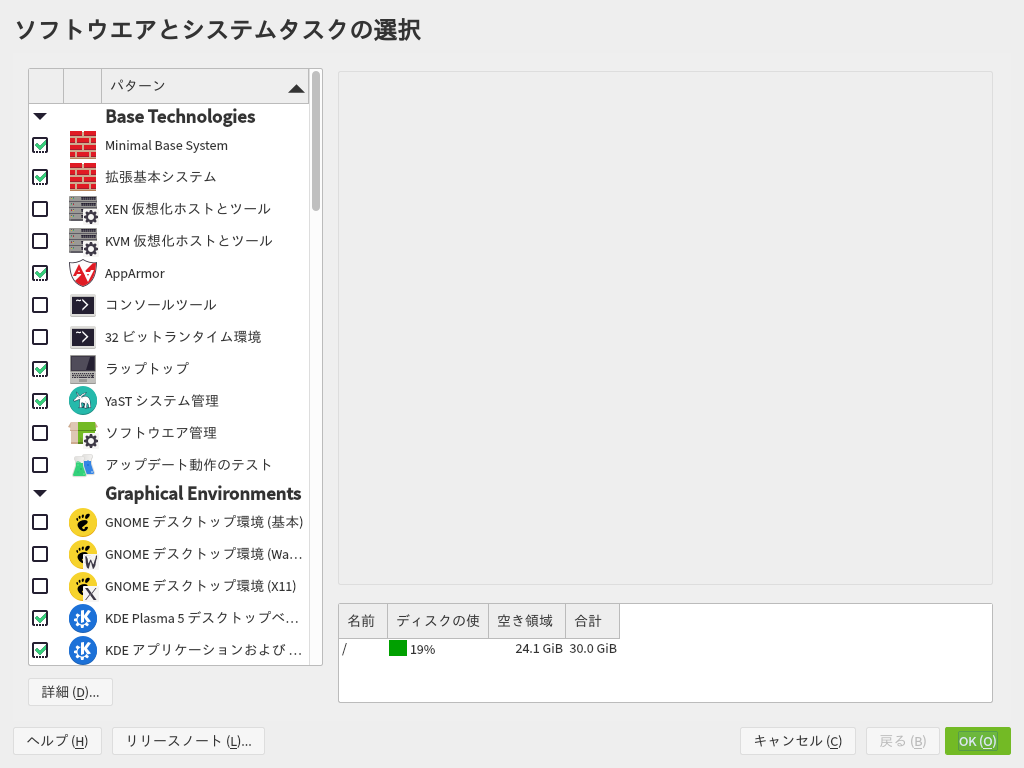 ソフトウエアとシステムタスクの選択
パターン
Base Technologies
Minimal Base System
拡張基本システム
XEN 仮想化ホストとツール
KVM 仮想化ホストとツール
AppArmor
コンソールツール
32 ビットランタイム環境
ラップトップ
YaST システム管理
ソフトウエア管理
アップデート動作のテスト
Graphical Environments
GNOME デスクトップ環境 (基本)
GNOME デスクトップ環境 (Wa...
GNOME デスクトップ環境 (X11)
KDE Plasma 5 デスクトップベ...
KDE アプリケーションおよび ...
名前 ディスクの使 空き領域 合計
/ 19% 24.1 GiB 30.0 GiB
詳細 (D)...
ヘルプ (H) リリースノート (L)... キャンセル (C) 戻る (B) OK (O)